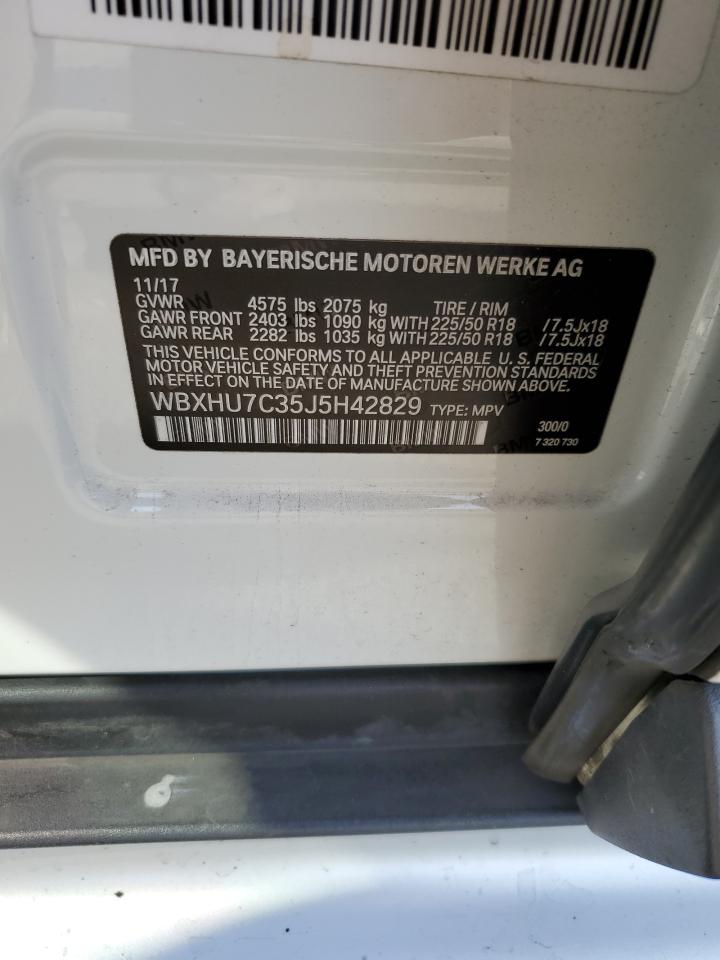 MFD BY BAYERISCHE MOTOREN WERKE AG
11/17
GVWR 4575 lbs 2075 kg TIRE / RIM
GAWR FRONT 2403 lbs 1090 kg WITH 225/50 R18 /7.5Jx18
GAWR REAR 2282 lbs 1035 kg WITH 225/50 R18 /7.5Jx18
THIS VEHICLE CONFORMS TO ALL APPLICABLE U.S. FEDERAL
MOTOR VEHICLE SAFETY AND THEFT PREVENTION
STANDARDS IN EFFECT ON THE DATE OF MANUFACTURE SHOWN ABOVE.
WBXHU7C35J5H42829 TYPE: MPV
300/0
7 320 730